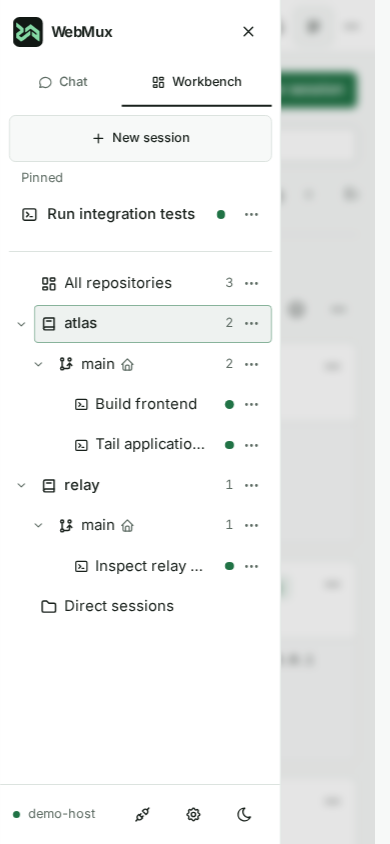 WebMux
Chat
Workbench
New session
Pinned
Run integration tests
All repositories 3
atlas 2
main 2
Build frontend
Tail applicatio...
relay 1
main 1
Inspect relay ...
Direct sessions
demo-host